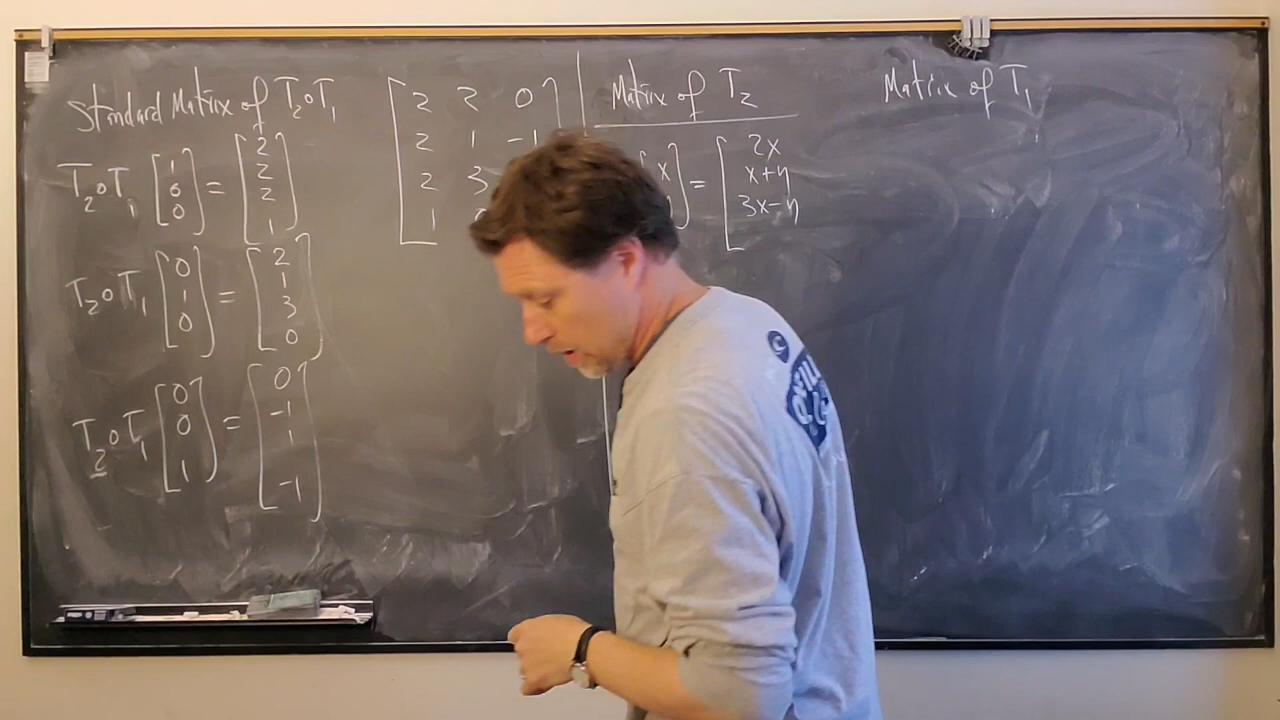 Standard Matrix of T₂∘T₁
T₂∘T₁ [1 0 0] = [2 2 2 1]
T₂∘T₁ [0 1 0] = [2 1 3 0]
T₂∘T₁ [0 0 1] = [0 -1 1 -1]
2 2 0
2 1 -1
2 3
1
Matrix of T₂
x = [2x
x+y
3x-y
Matrix of T₁